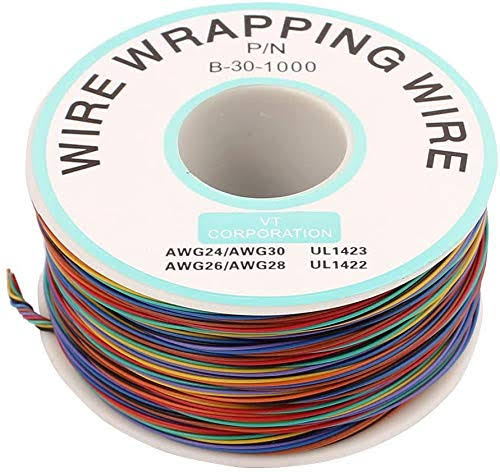 WIRE WRAPPING WIRE
P/N
B-30-1000
VT
CORPORATION
AWG24/AWG30 UL1423
AWG26/AWG28 UL1422